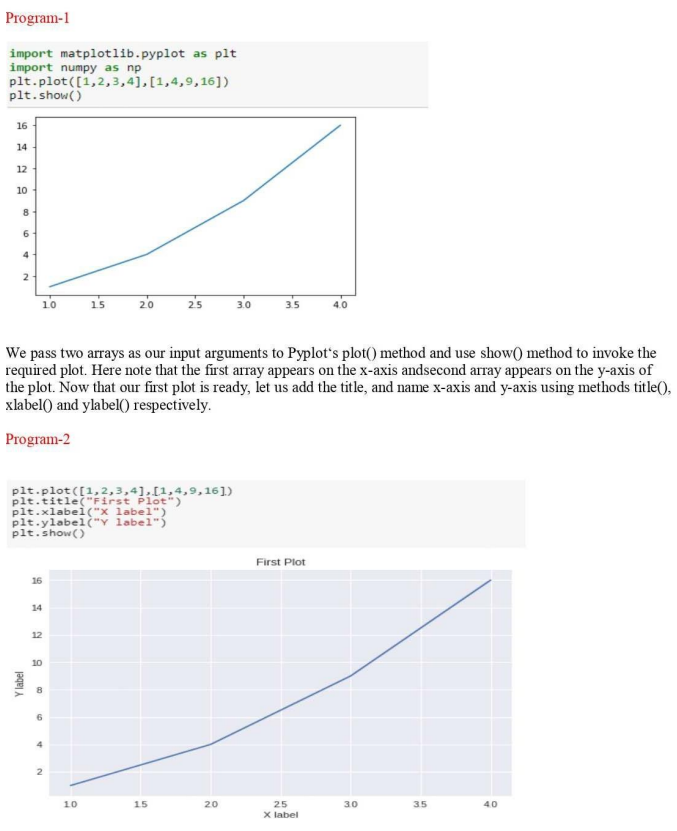 Program-1
import matplotlib.pyplot as plt
import numpy as np
plt.plot([1,2,3,4],[1,4,9,16])
plt.show()
16
14
12
10
8
6
4
2
1.0 1.5 2.0 2.5 3.0 3.5 4.0
We pass two arrays as our input arguments to Pyplot‘s plot() method and use show() method to invoke the
required plot. Here note that the first array appears on the x-axis andsecond array appears on the y-axis of
the plot. Now that our first plot is ready, let us add the title, and name x-axis and y-axis using methods title(),
xlabel() and ylabel() respectively.
Program-2
plt.plot([1,2,3,4],[1,4,9,16])
plt.title("First Plot")
plt.xlabel("X label")
plt.ylabel("Y label")
plt.show()
First Plot
16
14
12
10
Y label
8
6
4
2
1.0 1.5 2.0 2.5 3.0 3.5 4.0
X label